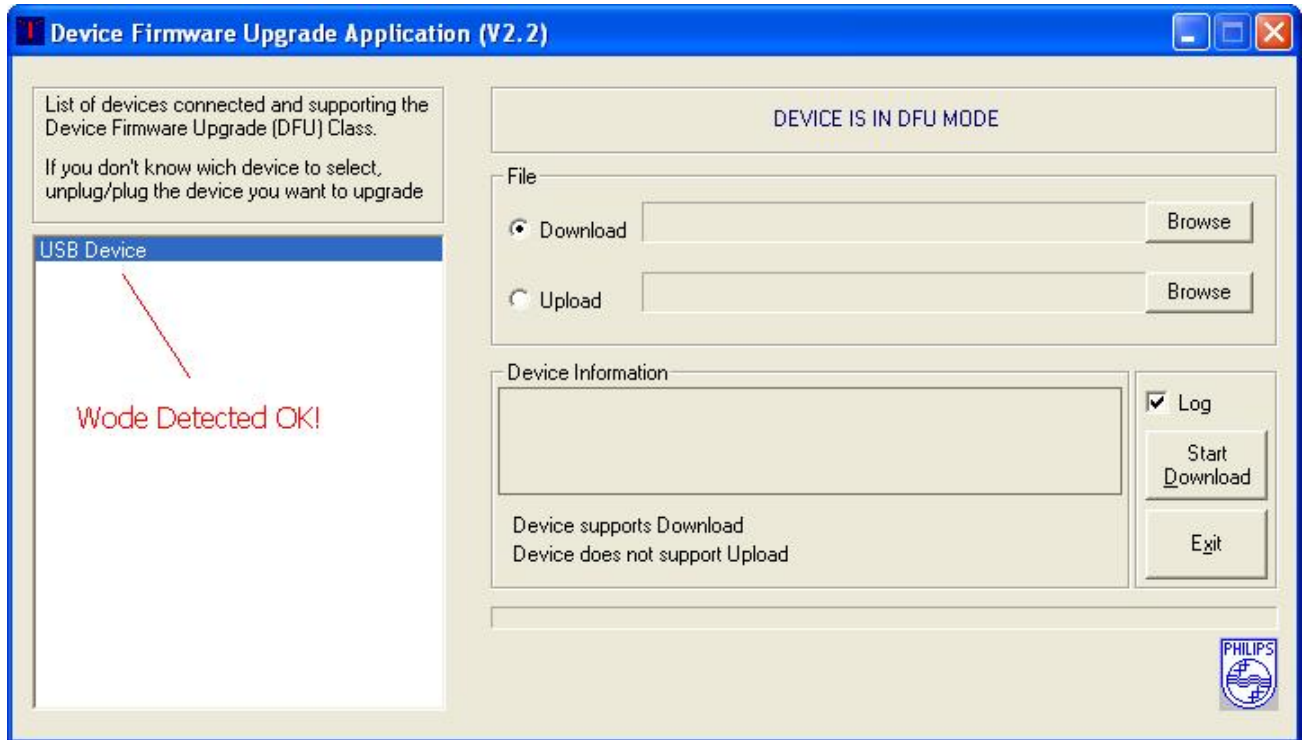 Device Firmware Upgrade Application (V2.2)
List of devices connected and supporting the
Device Firmware Upgrade (DFU) Class.
If you don't know wich device to select,
unplug/plug the device you want to upgrade
USB Device
Wode Detected OK!
DEVICE IS IN DFU MODE
File
Download
Browse
Upload
Browse
Device Information
Device supports Download
Device does not support Upload
Log
Start
Download
Exit
PHILIPS